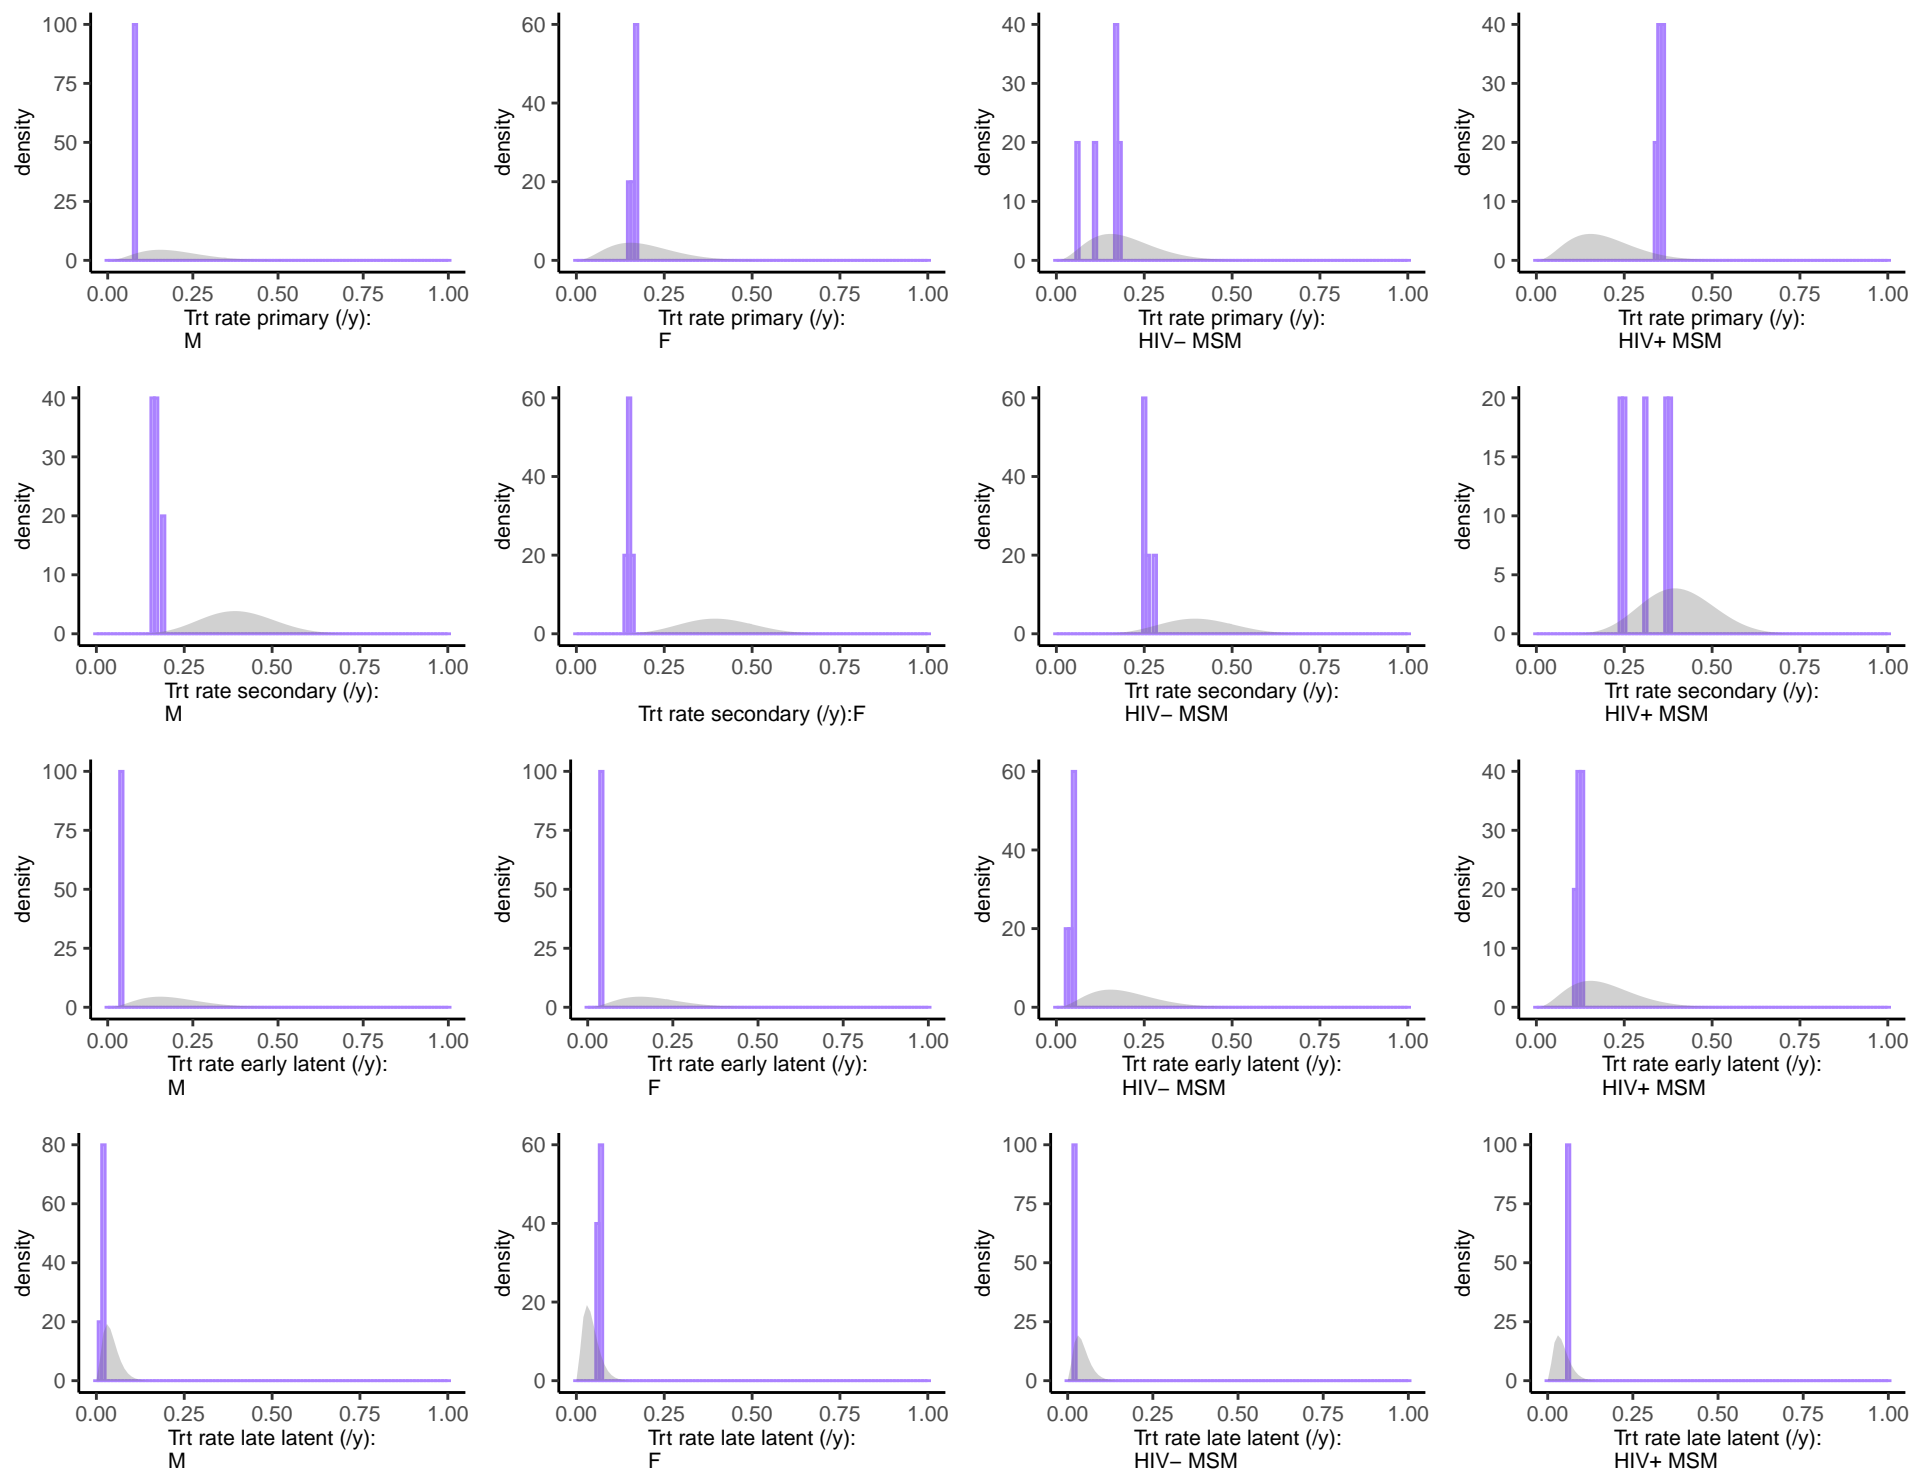 100
75
50
25
0
density
0.00 0.25 0.50 0.75 1.00
Trt rate primary (/y):
M
60
40
20
0
density
0.00 0.25 0.50 0.75 1.00
Trt rate primary (/y):
F
40
30
20
10
0
density
0.00 0.25 0.50 0.75 1.00
Trt rate primary (/y):
HIV− MSM
40
30
20
10
0
density
0.00 0.25 0.50 0.75 1.00
Trt rate primary (/y):
HIV+ MSM
40
30
20
10
0
density
0.00 0.25 0.50 0.75 1.00
Trt rate secondary (/y):
M
60
40
20
0
density
0.00 0.25 0.50 0.75 1.00
Trt rate secondary (/y):F
60
40
20
0
density
0.00 0.25 0.50 0.75 1.00
Trt rate secondary (/y):
HIV− MSM
20
15
10
5
0
density
0.00 0.25 0.50 0.75 1.00
Trt rate secondary (/y):
HIV+ MSM
100
75
50
25
0
density
0.00 0.25 0.50 0.75 1.00
Trt rate early latent (/y):
M
100
75
50
25
0
density
0.00 0.25 0.50 0.75 1.00
Trt rate early latent (/y):
F
60
40
20
0
density
0.00 0.25 0.50 0.75 1.00
Trt rate early latent (/y):
HIV− MSM
40
30
20
10
0
density
0.00 0.25 0.50 0.75 1.00
Trt rate early latent (/y):
HIV+ MSM
80
60
40
20
0
density
0.00 0.25 0.50 0.75 1.00
Trt rate late latent (/y):
M
60
40
20
0
density
0.00 0.25 0.50 0.75 1.00
Trt rate late latent (/y):
F
100
75
50
25
0
density
0.00 0.25 0.50 0.75 1.00
Trt rate late latent (/y):
HIV− MSM
100
75
50
25
0
density
0.00 0.25 0.50 0.75 1.00
Trt rate late latent (/y):
HIV+ MSM